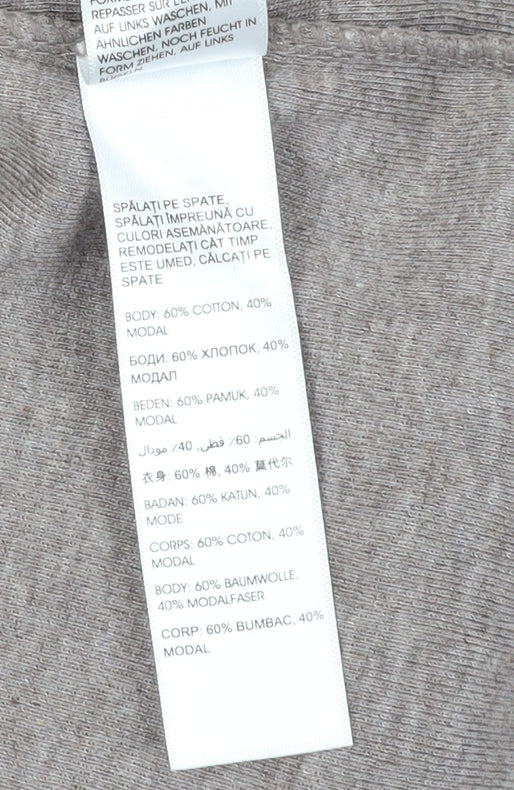 REPASSER SUR L'EN
AUF LINKS WASCHEN, MIT
ÄHNLICHEN FARBEN
WASCHEN, NOCH FEUCHT IN
FORM ZIEHEN, AUF LINKS
SPĂLAȚI PE SPATE,
SPĂLAȚI ÎMPREUNĂ CU
CULORI ASEMĂNĂTOARE,
REMODELAȚI CÂT TIMP
ESTE UMED, CĂLCAȚI PE
SPATE
BODY: 60% COTTON, 40%
MODAL
БОДИ: 60% ХЛОПОК, 40%
МОДАЛ
BEDEN: 60% PAMUK, 40%
MODAL
الجسم: 60٪ قطن, 40٪ مودال
衣身: 60% 棉, 40% 莫代尔
BADAN: 60% KATUN, 40%
MODE
CORPS: 60% COTON, 40%
MODAL
BODY: 60% BAUMWOLLE,
40% MODALFASER
CORP: 60% BUMBAC, 40%
MODAL